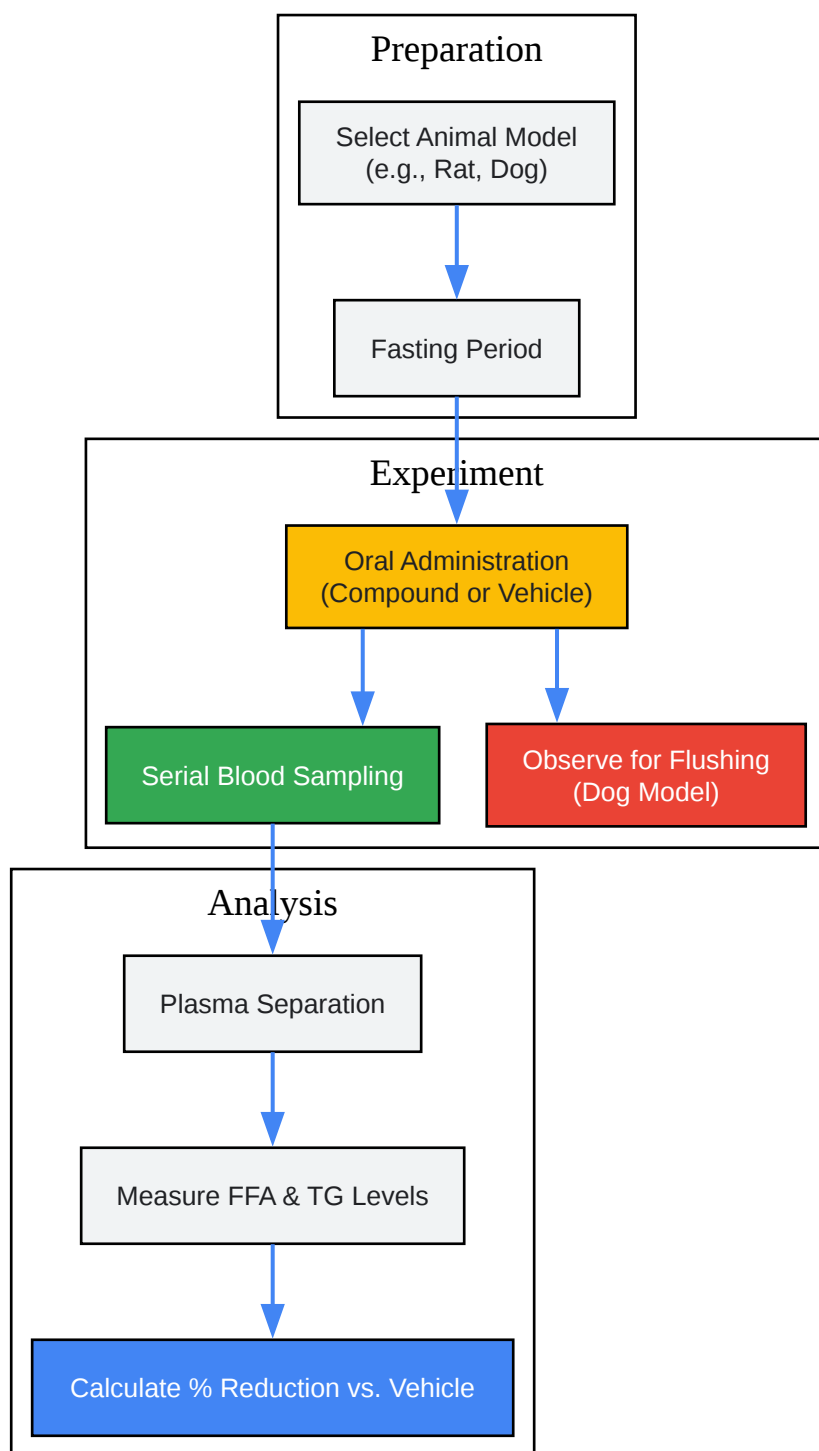 Preparation
Select Animal Model
(e.g., Rat, Dog)
Fasting Period
Experiment
Oral Administration
(Compound or Vehicle)
Serial Blood Sampling
Observe for Flushing
(Dog Model)
Analysis
Plasma Separation
Measure FFA & TG Levels
Calculate % Reduction vs. Vehicle